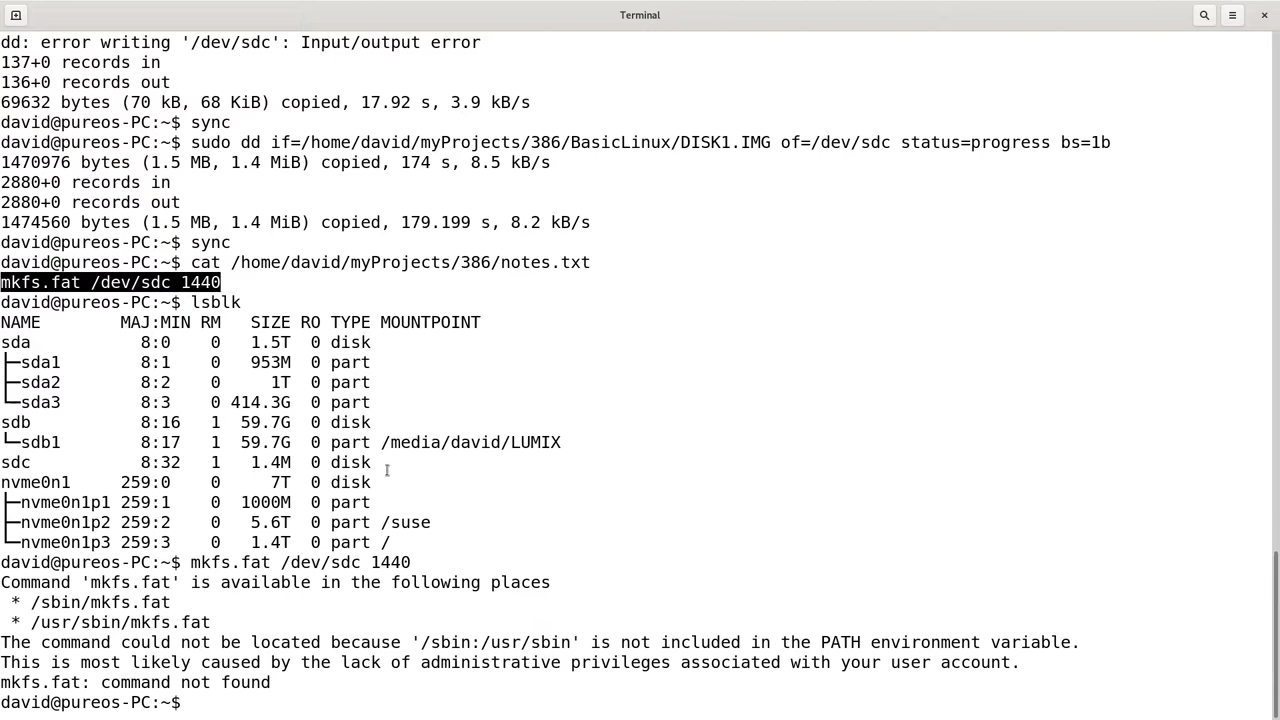 Terminal
dd: error writing '/dev/sdc': Input/output error
137+0 records in
136+0 records out
69632 bytes (70 kB, 68 KiB) copied, 17.92 s, 3.9 kB/s
david@pureos-PC:~$ sync
david@pureos-PC:~$ sudo dd if=/home/david/myProjects/386/BasicLinux/DISK1.IMG of=/dev/sdc status=progress bs=1b
1470976 bytes (1.5 MB, 1.4 MiB) copied, 174 s, 8.5 kB/s
2880+0 records in
2880+0 records out
1474560 bytes (1.5 MB, 1.4 MiB) copied, 179.199 s, 8.2 kB/s
david@pureos-PC:~$ sync
david@pureos-PC:~$ cat /home/david/myProjects/386/notes.txt
mkfs.fat /dev/sdc 1440
david@pureos-PC:~$ lsblk
NAME        MAJ:MIN RM   SIZE RO TYPE MOUNTPOINT
sda           8:0    0   1.5T  0 disk
├─sda1        8:1    0   953M  0 part
├─sda2        8:2    0     1T  0 part
└─sda3        8:3    0 414.3G  0 part
sdb           8:16   1  59.7G  0 disk
└─sdb1        8:17   1  59.7G  0 part /media/david/LUMIX
sdc           8:32   1   1.4M  0 disk
nvme0n1     259:0    0     7T  0 disk
├─nvme0n1p1 259:1    0  1000M  0 part
├─nvme0n1p2 259:2    0   5.6T  0 part /suse
└─nvme0n1p3 259:3    0   1.4T  0 part /
david@pureos-PC:~$ mkfs.fat /dev/sdc 1440
Command 'mkfs.fat' is available in the following places
 * /sbin/mkfs.fat
 * /usr/sbin/mkfs.fat
The command could not be located because '/sbin:/usr/sbin' is not included in the PATH environment variable.
This is most likely caused by the lack of administrative privileges associated with your user account.
mkfs.fat: command not found
david@pureos-PC:~$